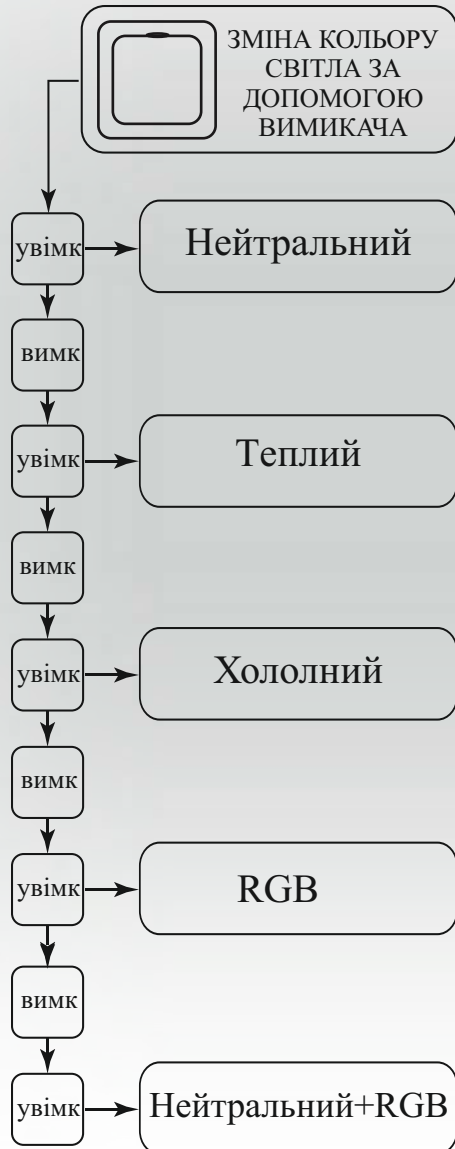 ЗМІНА КОЛЬОРУ
СВІТЛА ЗА
ДОПОМОГОЮ
ВИМИКАЧА
увімк
Нейтральний
вимк
увімк
Теплий
вимк
увімк
Хололний
вимк
увімк
RGB
вимк
увімк
Нейтральний+RGB